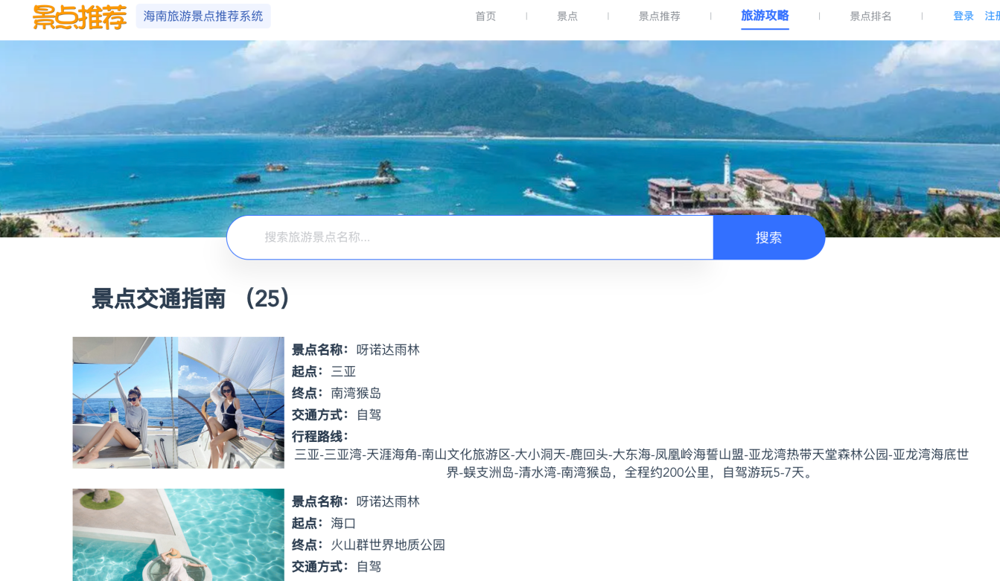 景点推荐 海南旅游景点推荐系统 首页 | 景点 | 景点推荐 | 旅游攻略 | 景点排名 | 登录
搜索旅游景点名称... 搜索
景点交通指南 （25）
景点名称：呀诺达雨林
起点：三亚
终点：南湾猴岛
交通方式：自驾
行程路线：
三亚-三亚湾-天涯海角-南山文化旅游区-大小洞天-鹿回头-大东海-凤凰岭海誓山盟-亚龙湾热带天堂森林公园-亚龙湾海底世
界-蜈支洲岛-清水湾-南湾猴岛，全程约200公里，自驾游玩5-7天。
景点名称：呀诺达雨林
起点：海口
终点：火山群世界地质公园
交通方式：自驾